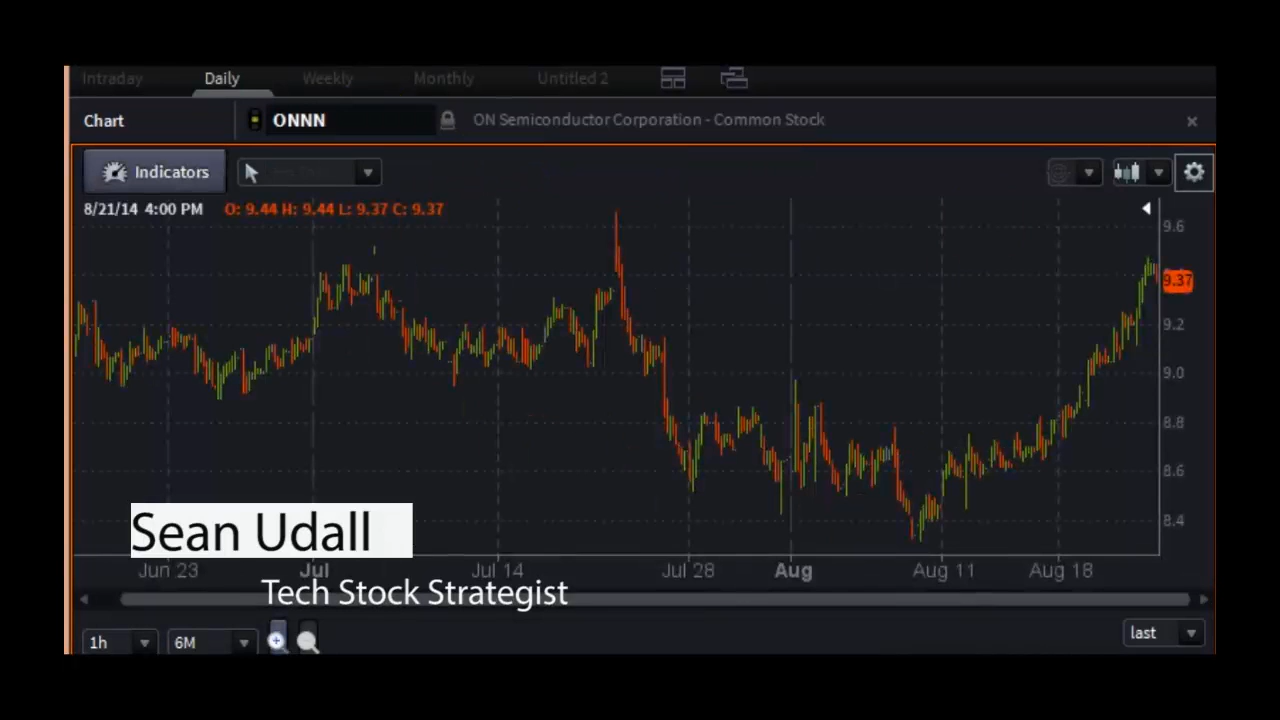 Intraday Daily Weekly Monthly Untitled 2
Chart ONNN ON Semiconductor Corporation - Common Stock
Indicators
8/21/14 4:00 PM O: 9.44 H: 9.44 L: 9.37 C: 9.37
9.6
9.37
9.2
9.0
8.8
8.6
8.4
Sean Udall
Jun 23 Jul Jul 14 Jul 28 Aug Aug 11 Aug 18
Tech Stock Strategist
1h 6M last